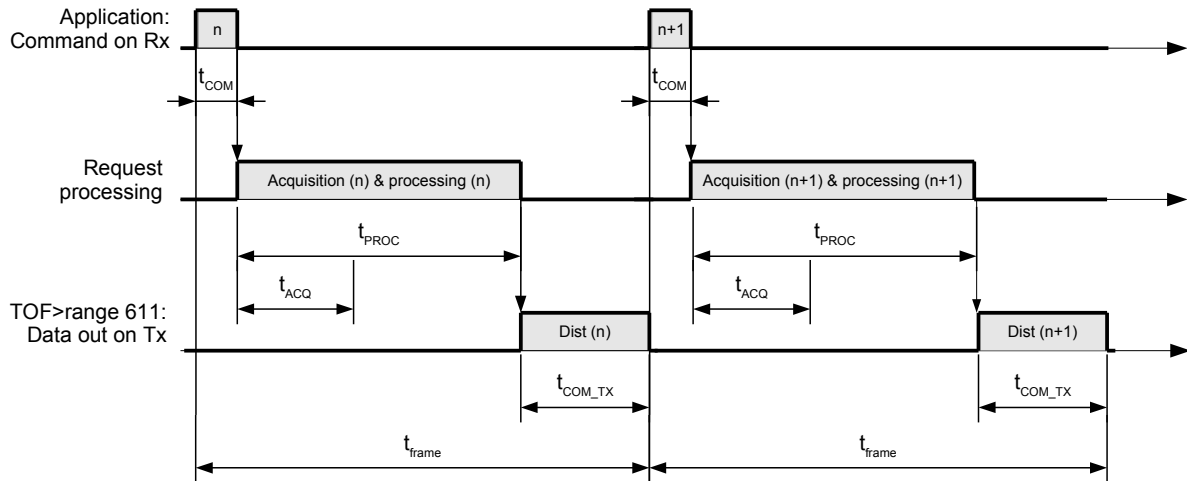 Application:
Command on Rx
n
n+1
tCOM
tCOM
Request
processing
Acquisition (n) & processing (n)
Acquisition (n+1) & processing (n+1)
tPROC
tPROC
tACQ
tACQ
TOF>range 611:
Data out on Tx
Dist (n)
Dist (n+1)
tCOM_TX
tCOM_TX
tframe
tframe